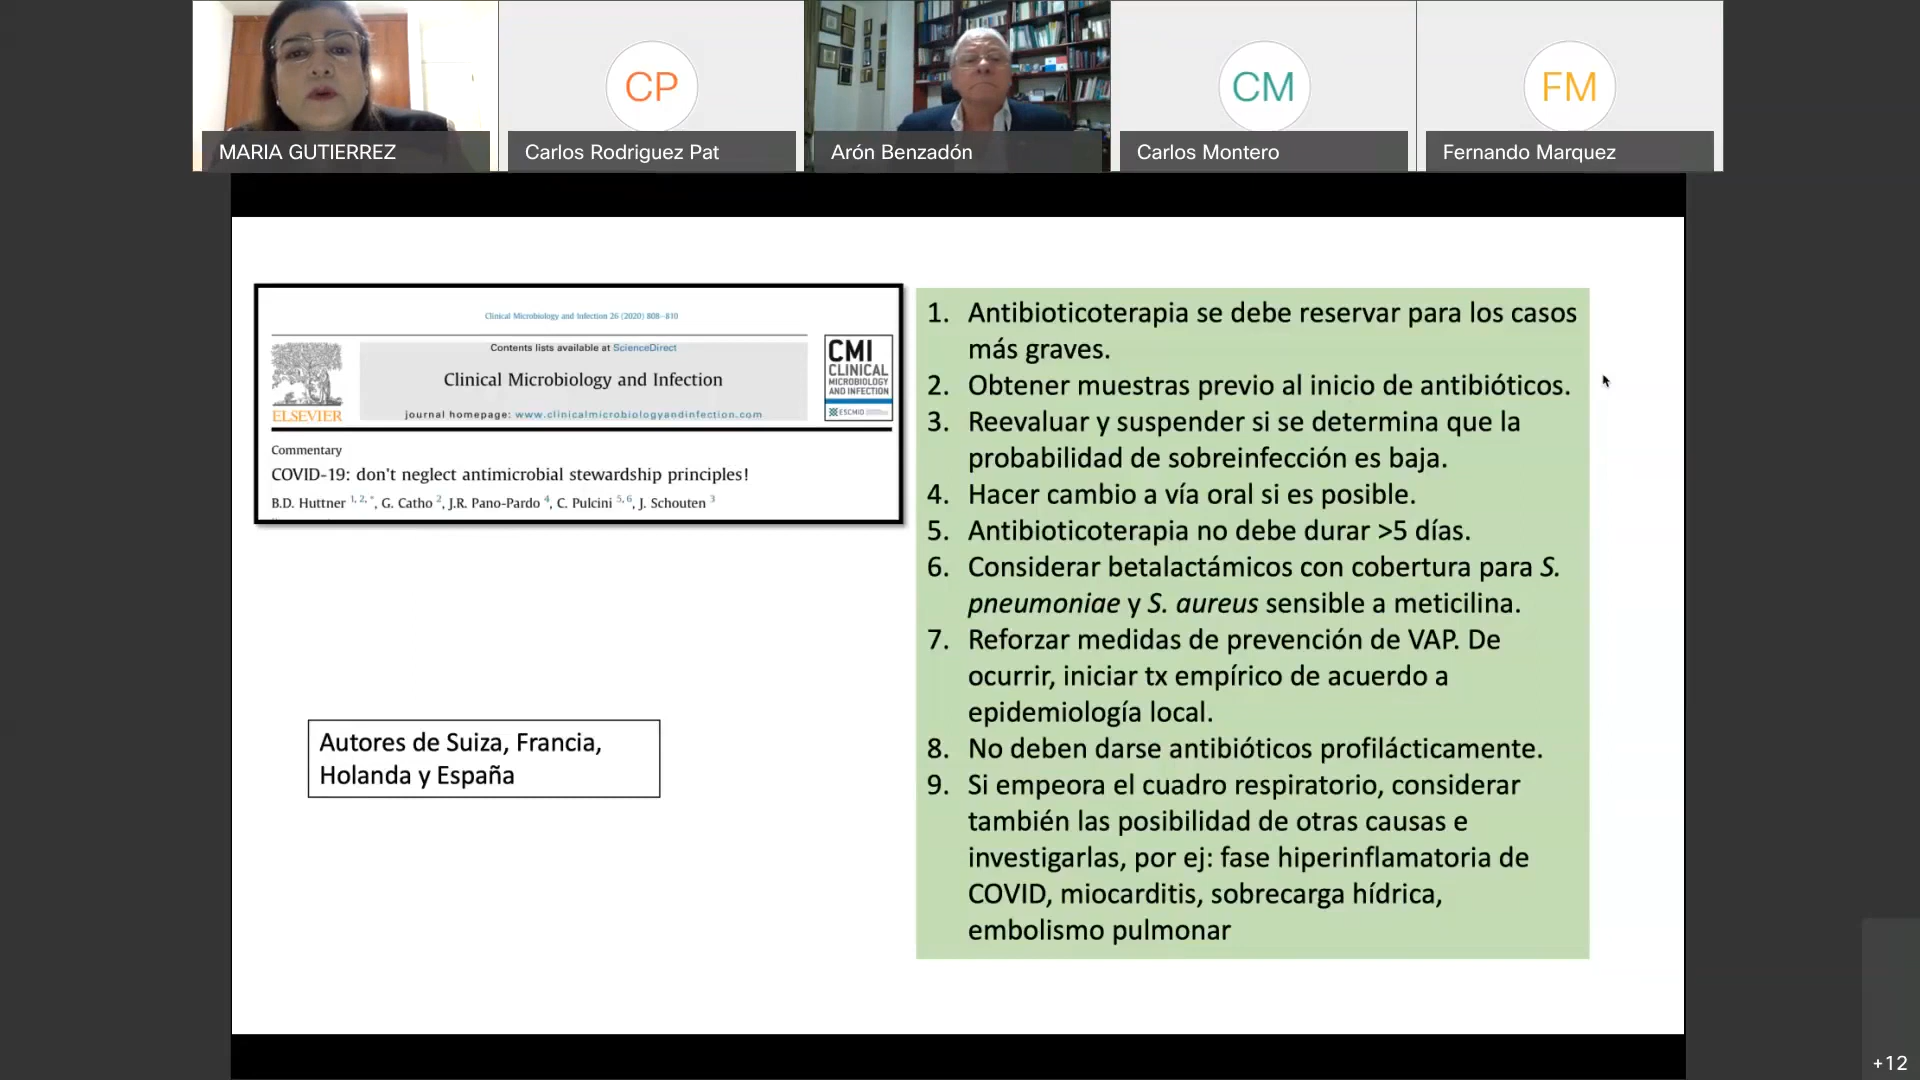 MARIA GUTIERREZ
CP
Carlos Rodriguez Pat
Arón Benzadón
CM
Carlos Montero
FM
Fernando Marquez
Clinical Microbiology and Infection 26 (2020) 808–810
Contents lists available at ScienceDirect
Clinical Microbiology and Infection
journal homepage: www.clinicalmicrobiologyandinfection.com
ELSEVIER
CMI
CLINICAL
MICROBIOLOGY
AND INFECTION
ESCMID
Commentary
COVID-19: don't neglect antimicrobial stewardship principles!
B.D. Huttner 1, 2, *, G. Catho 2, J.R. Pano-Pardo 4, C. Pulcini 5, 6, J. Schouten 3
Autores de Suiza, Francia,
Holanda y España
1. Antibioticoterapia se debe reservar para los casos
más graves.
2. Obtener muestras previo al inicio de antibióticos.
3. Reevaluar y suspender si se determina que la
probabilidad de sobreinfección es baja.
4. Hacer cambio a vía oral si es posible.
5. Antibioticoterapia no debe durar >5 días.
6. Considerar betalactámicos con cobertura para S.
pneumoniae y S. aureus sensible a meticilina.
7. Reforzar medidas de prevención de VAP. De
ocurrir, iniciar tx empírico de acuerdo a
epidemiología local.
8. No deben darse antibióticos profilácticamente.
9. Si empeora el cuadro respiratorio, considerar
también las posibilidad de otras causas e
investigarlas, por ej: fase hiperinflamatoria de
COVID, miocarditis, sobrecarga hídrica,
embolismo pulmonar
+12